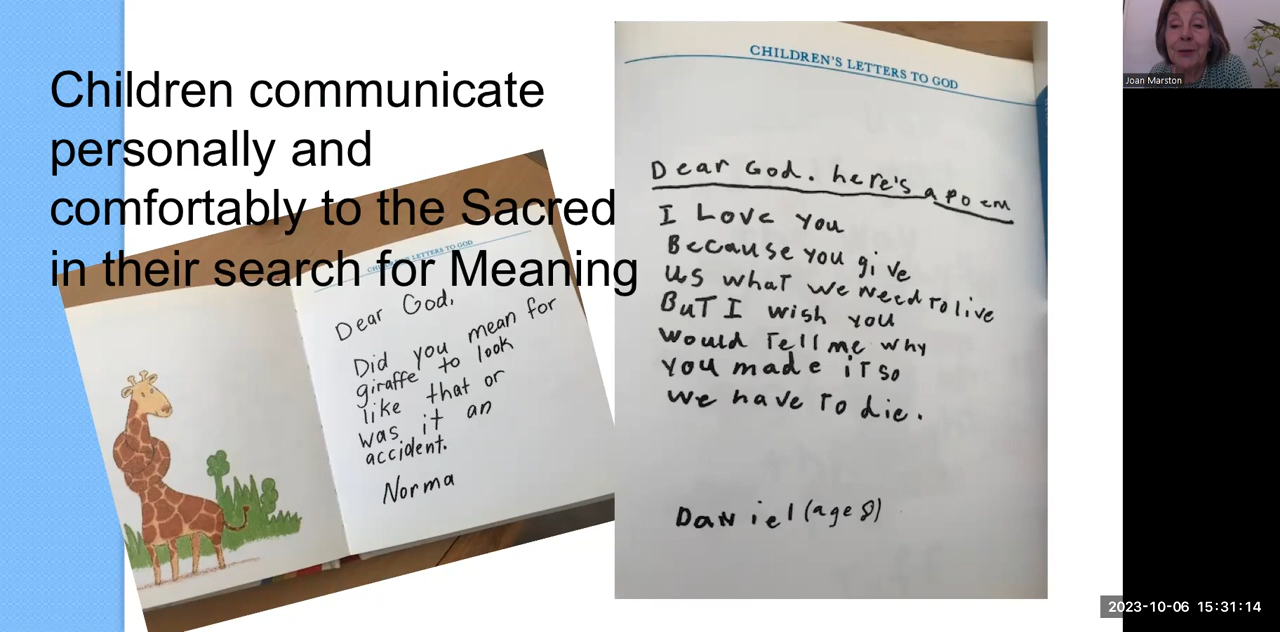 Children communicate
personally and
comfortably to the Sacred
in their search for Meaning
CHILDREN'S LETTERS TO GOD
Dear God,
Did you mean for
giraffe to look
like that or
was it an
accident.
Norma
CHILDREN'S LETTERS TO GOD
Dear God. here's a poem
I Love you
Because you give
us what we need to live
But I wish you
would Tell me why
you made it so
we have to die.
Daniel (age 8)
Joan Marston
2023-10-06 15:31:14